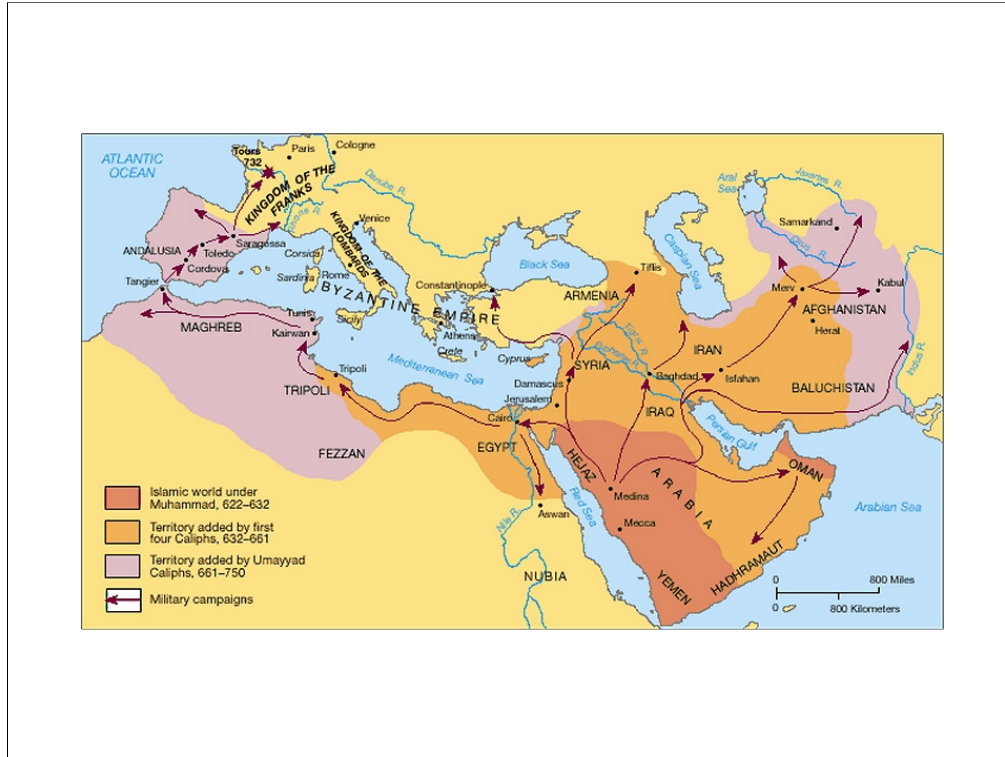 ATLANTIC
OCEAN
Tours
732
Paris
Cologne
KINGDOM OF THE
FRANKS
Danube R.
Rhone R.
KINGDOM OF THE
LOMBARDS
Venice
Aral
Sea
Jaxartes R.
Samarkand
Oxus R.
Caspian Sea
ANDALUSIA
Saragossa
Toledo
Cordova
Tangier
Corsica
Sardinia
Rome
Sicily
Constantinople
Black Sea
BYZANTINE EMPIRE
Athens
Crete
Cyprus
Tiflis
ARMENIA
Merv
Kabul
AFGHANISTAN
Herat
MAGHREB
Tunis
Kairwan
Mediterranean Sea
Tigris R.
Euphrates R.
SYRIA
IRAN
Indus R.
Tripoli
TRIPOLI
Damascus
Jerusalem
Baghdad
Isfahan
BALUCHISTAN
Cairo
IRAQ
Persian Gulf
FEZZAN
EGYPT
HEJAZ
ARABIA
OMAN
Medina
Mecca
Red Sea
Aswan
Nile R.
Arabian Sea
NUBIA
YEMEN
HADHRAMAUT
Islamic world under
Muhammad, 622–632
Territory added by first
four Caliphs, 632–661
Territory added by Umayyad
Caliphs, 661–750
Military campaigns
0 800 Miles
0 800 Kilometers